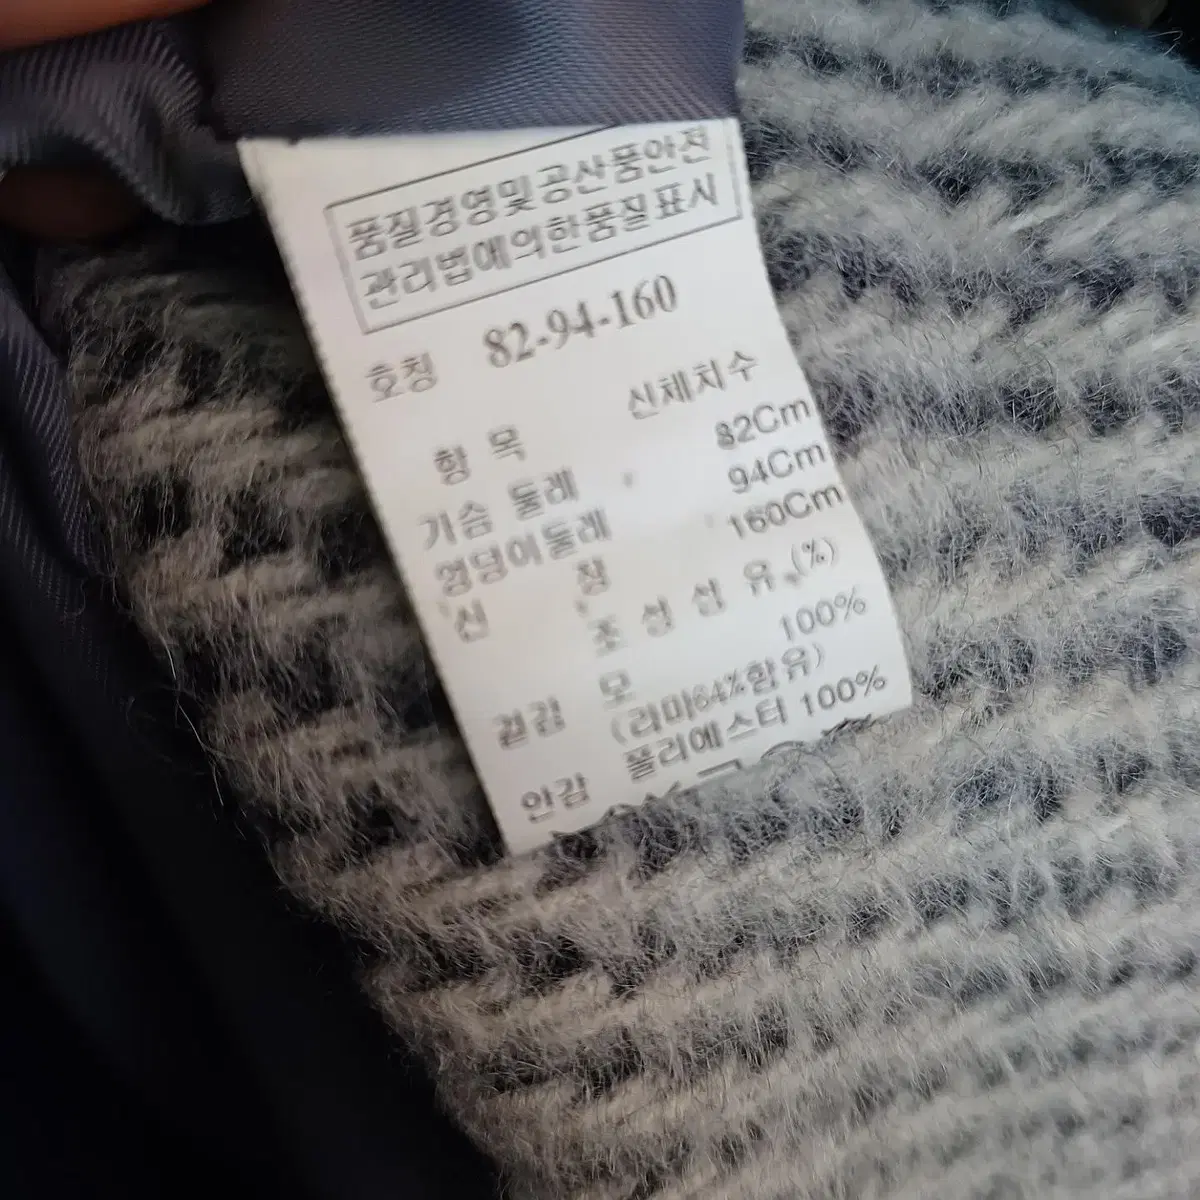 품질경영및공산품안전
관리법에의한품질표시
호칭 82-94-160
항 목 신체치수
가슴 둘레 82Cm
엉덩이둘레 94Cm
신 장 160Cm
조 성 섬 유 (%)
겉감 모 100%
(라마64%함유)
안감 폴리에스터 100%